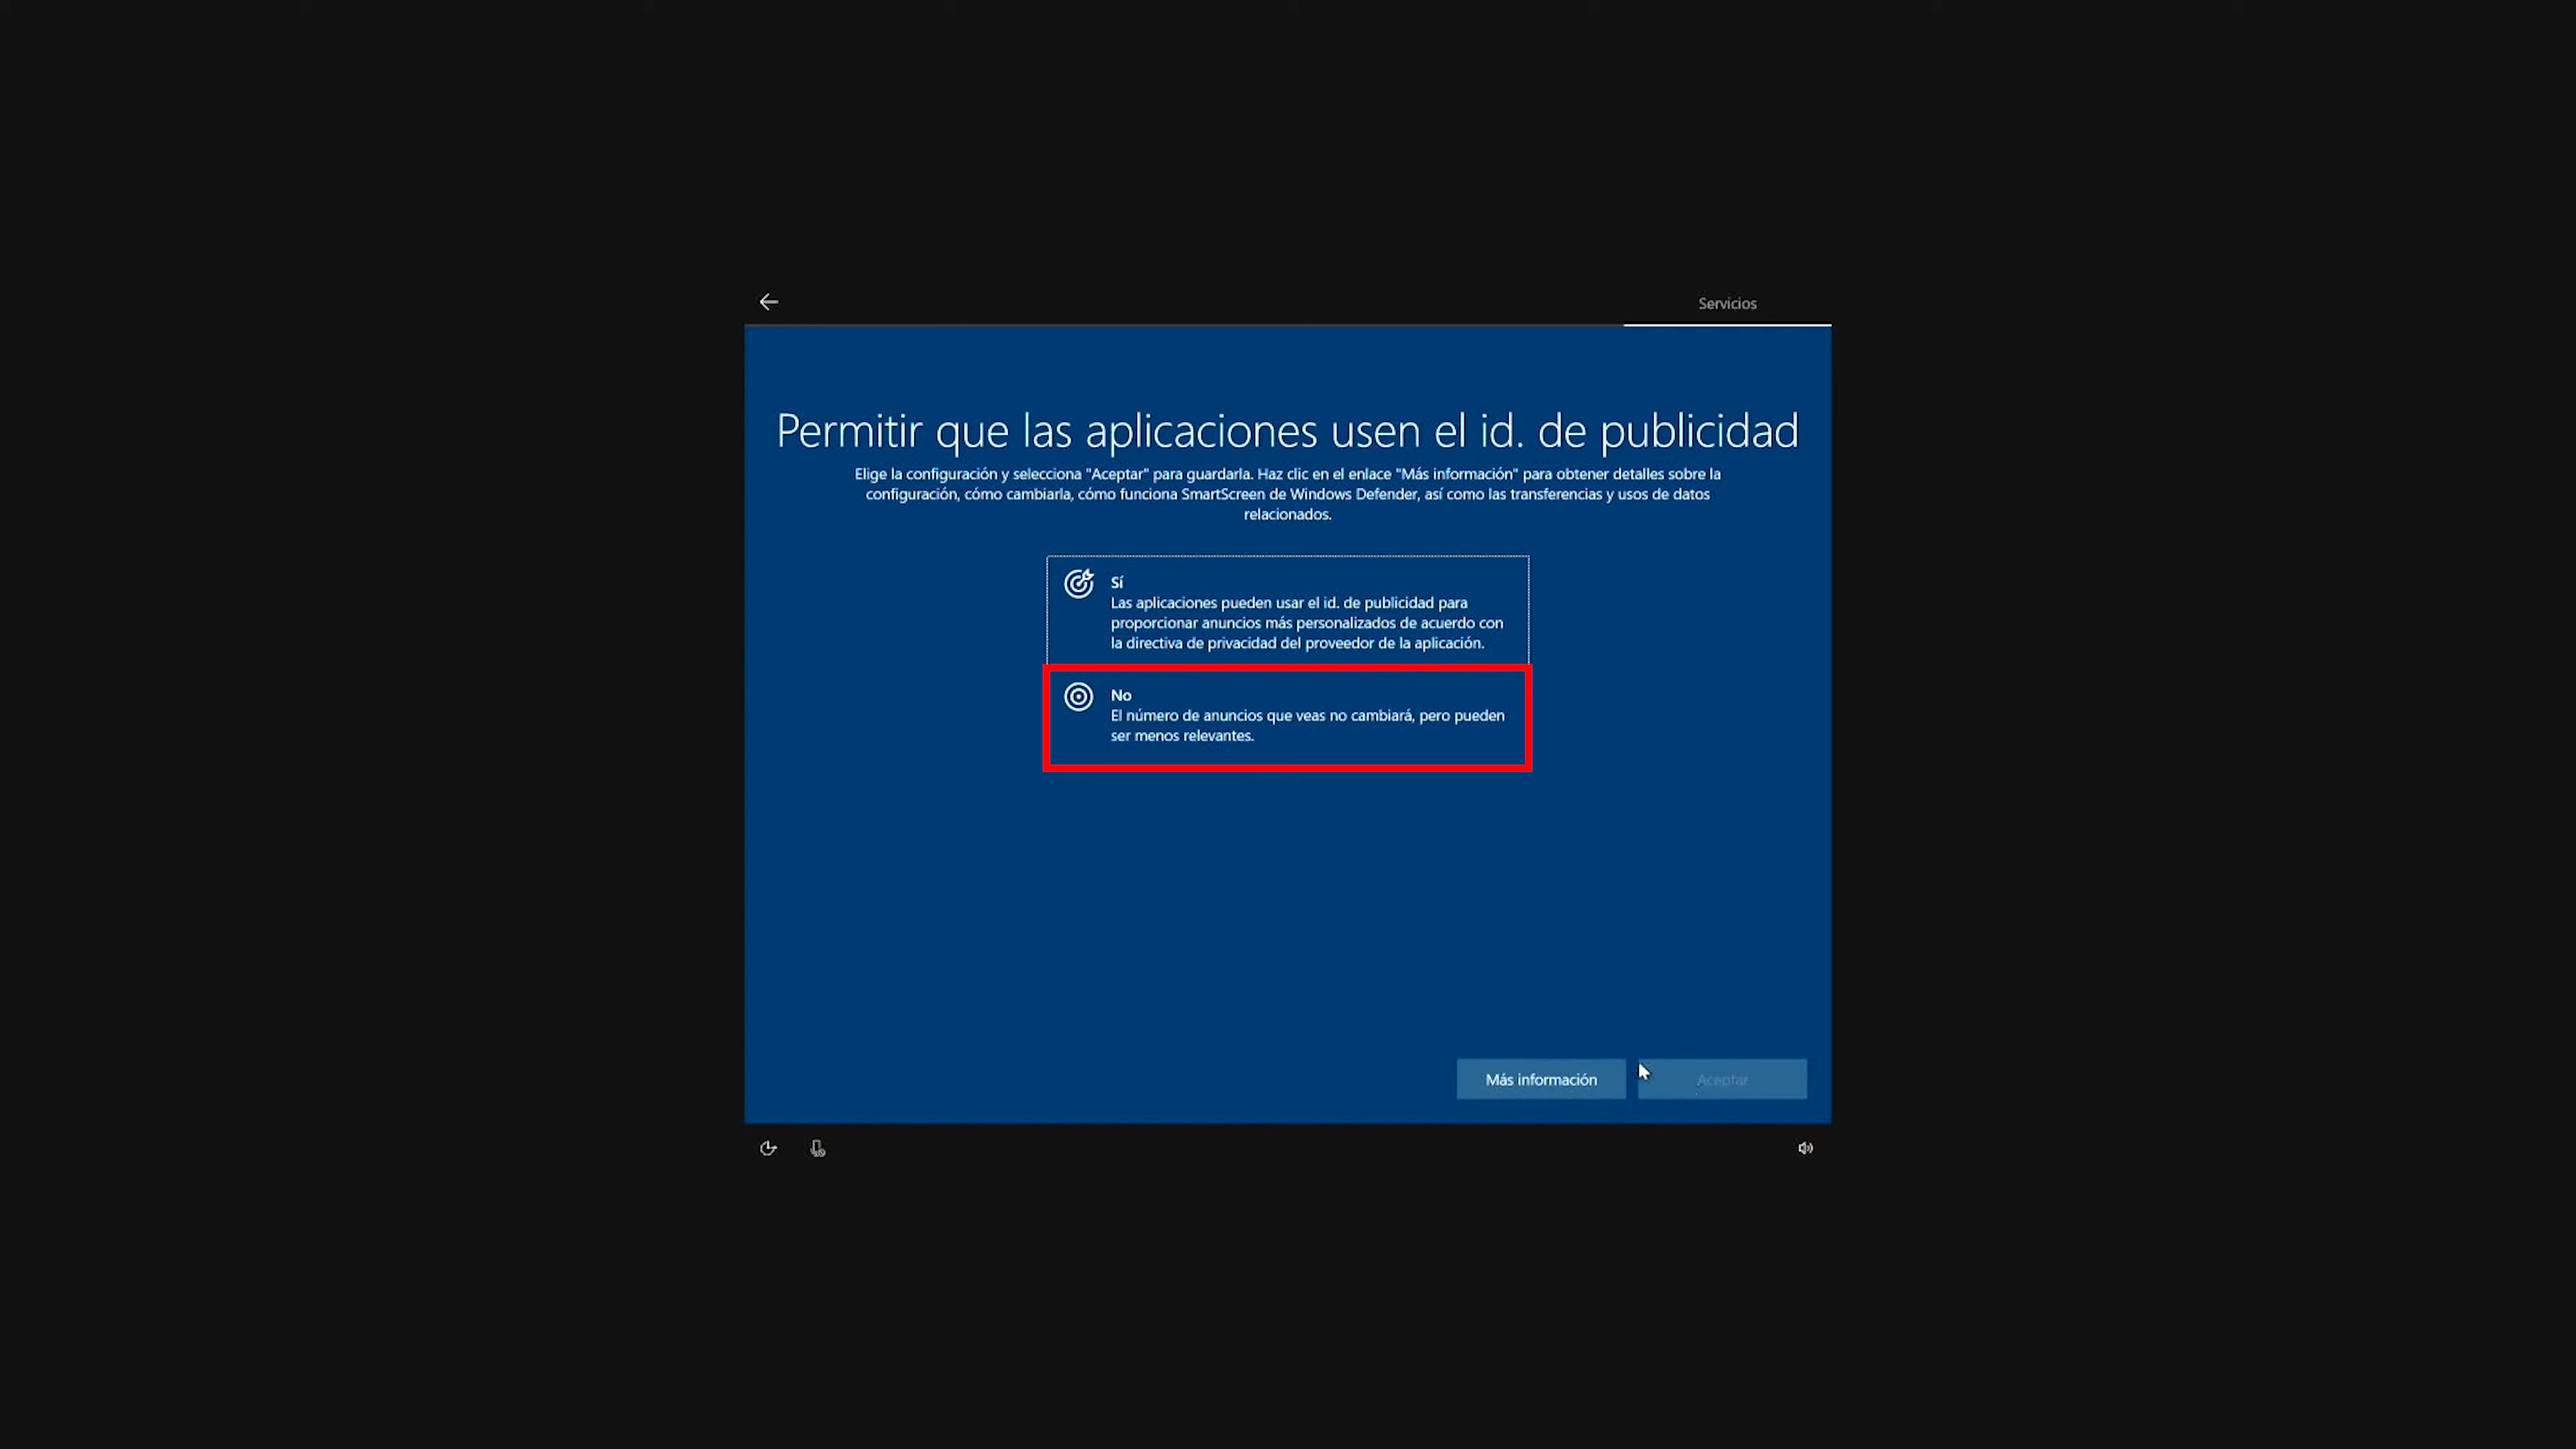 Servicios
Permitir que las aplicaciones usen el id. de publicidad
Elige la configuración y selecciona "Aceptar" para guardarla. Haz clic en el enlace "Más información" para obtener detalles sobre la
configuración, cómo cambiarla, cómo funciona SmartScreen de Windows Defender, así como las transferencias y usos de datos
relacionados.
Sí
Las aplicaciones pueden usar el id. de publicidad para
proporcionar anuncios más personalizados de acuerdo con
la directiva de privacidad del proveedor de la aplicación.
No
El número de anuncios que veas no cambiará, pero pueden
ser menos relevantes.
Más información
Aceptar